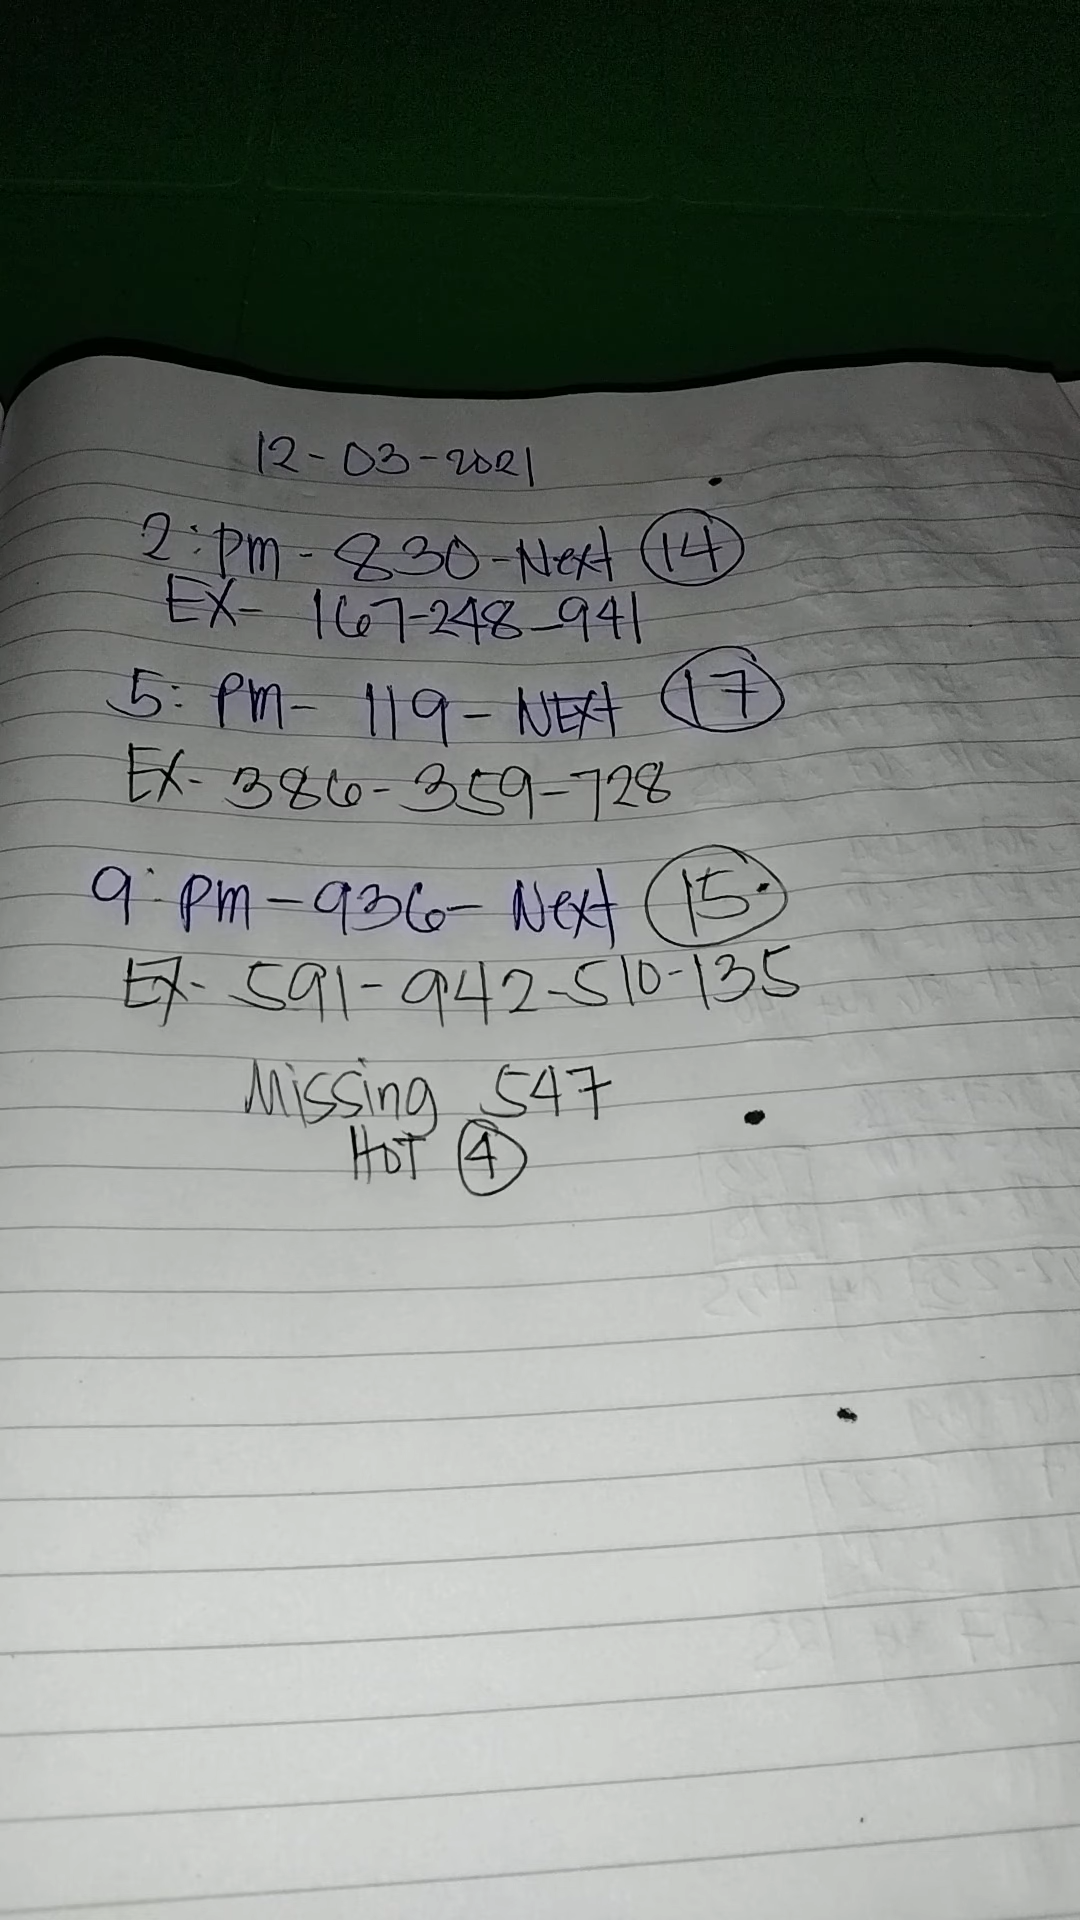 12-03-2021
2:pm - 830-Next 14
EX- 167-248-941
5: PM- 119- NEXt 17
EX- 386-359-728
9:pm-936- Next 15
EX- 591-942-510-135
Missing 547
HOT 4